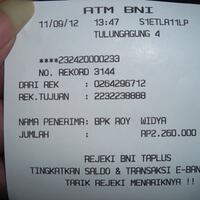 ATM BNI
11/09/12 13:47 S1ETLA11LP
TULUNGAGUNG 4
****232420000233
NO. REKORD 3144
DARI REK : 0264296712
REK.TUJUAN : 2232239888
NAMA PENERIMA: BPK ROY WIDYA
JUMLAH : RP2.260.000
REJEKI BNI TAPLUS
TINGKATKAN SALDO & TRANSAKSI E-BAN
TARIK REJEKI MENARIKNYA !!